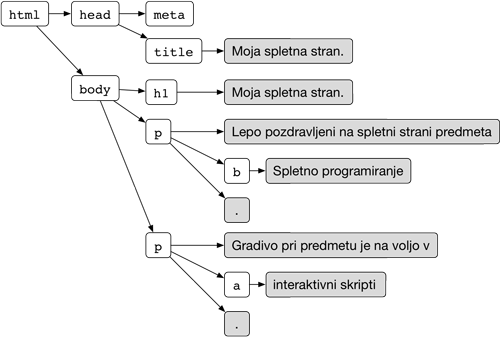 html head meta
title Moja spletna stran.
body h1 Moja spletna stran.
p Lepo pozdravljeni na spletni strani predmeta
b Spletno programiranje
.
p Gradivo pri predmetu je na voljo v
a interaktivni skripti
.